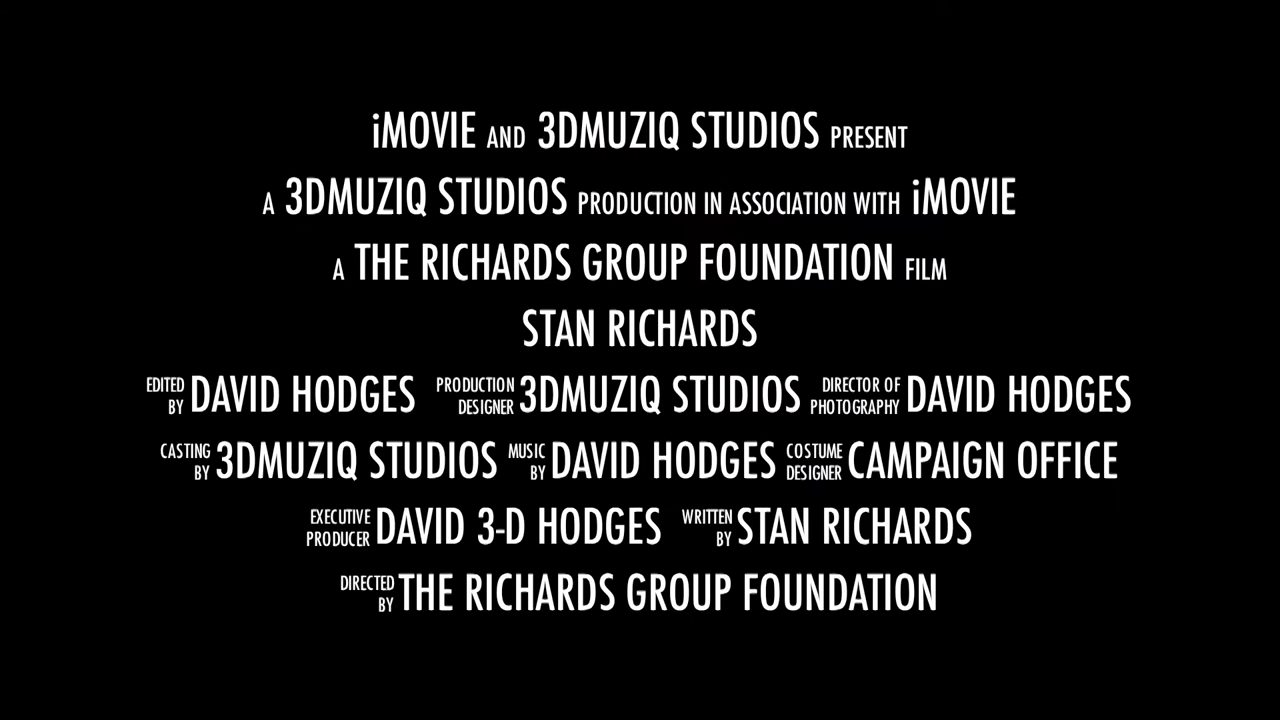 iMOVIE AND 3DMUZIQ STUDIOS PRESENT
A 3DMUZIQ STUDIOS PRODUCTION IN ASSOCIATION WITH iMOVIE
A THE RICHARDS GROUP FOUNDATION FILM
STAN RICHARDS
EDITED BY DAVID HODGES PRODUCTION DESIGNER 3DMUZIQ STUDIOS DIRECTOR OF PHOTOGRAPHY DAVID HODGES
CASTING BY 3DMUZIQ STUDIOS MUSIC BY DAVID HODGES COSTUME DESIGNER CAMPAIGN OFFICE
EXECUTIVE PRODUCER DAVID 3-D HODGES WRITTEN BY STAN RICHARDS
DIRECTED BY THE RICHARDS GROUP FOUNDATION